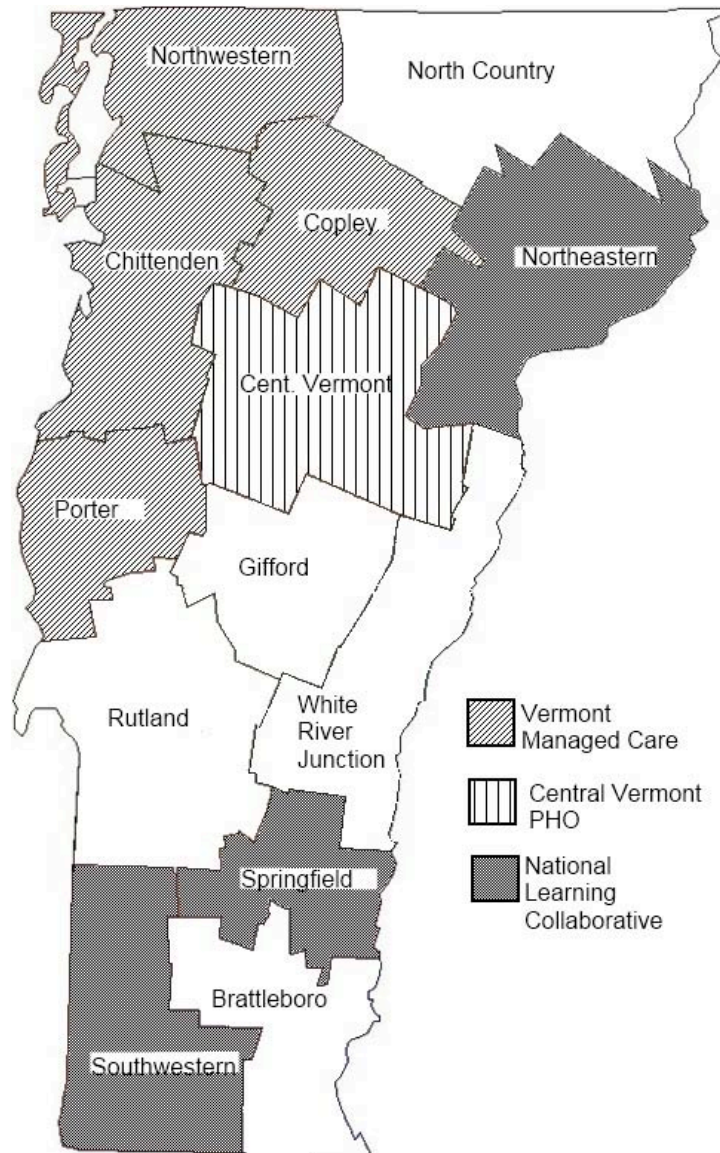 Northwestern
North Country
Copley
Chittenden
Northeastern
Cent. Vermont
Porter
Gifford
Rutland
White
River
Junction
Vermont
Managed Care
Central Vermont
PHO
National
Learning
Collaborative
Springfield
Brattleboro
Southwestern